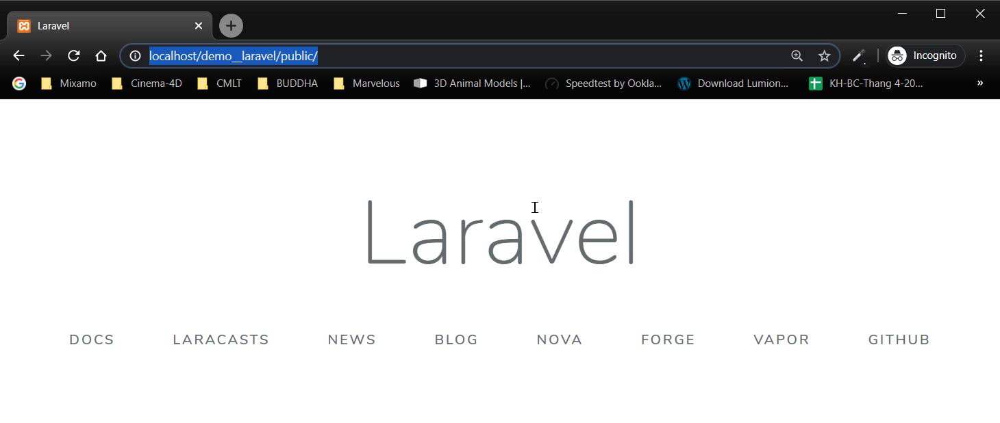 Laravel
localhost/demo__laravel/public/
Incognito
Mixamo Cinema-4D CMLT BUDDHA Marvelous 3D Animal Models |... Speedtest by Ookla... Download Lumion... KH-BC-Thang 4-20... »
Laravel
DOCS LARACASTS NEWS BLOG NOVA FORGE VAPOR GITHUB